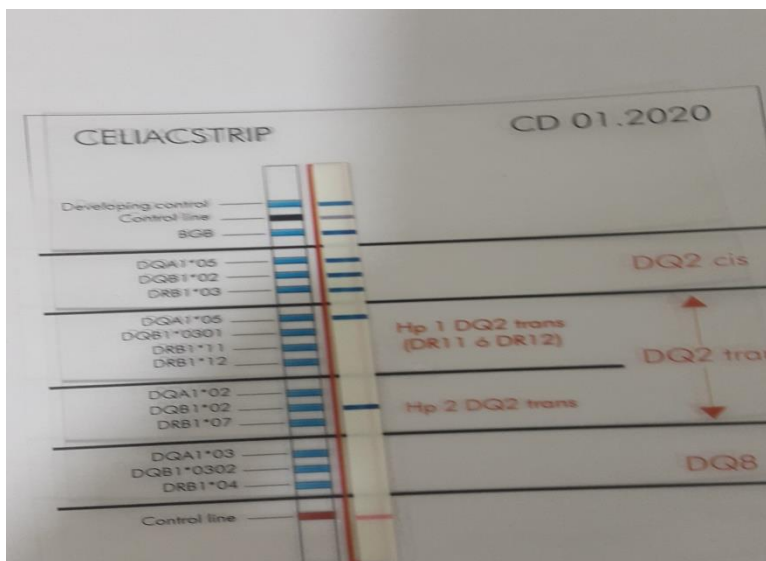 CELIACSTRIP
CD 01.2020
Developing control
Control line
BGB
DQA1*05
DQB1*02
DRB1*03
DQ2 cis
DQA1*05
DQB1*0301
DRB1*11
DRB1*12
Hp 1 DQ2 trans
(DR11 ó DR12)
DQ2 tra
DQA1*02
DQB1*02
DRB1*07
Hp 2 DQ2 trans
DQA1*03
DQB1*0302
DRB1*04
DQ8
Control line